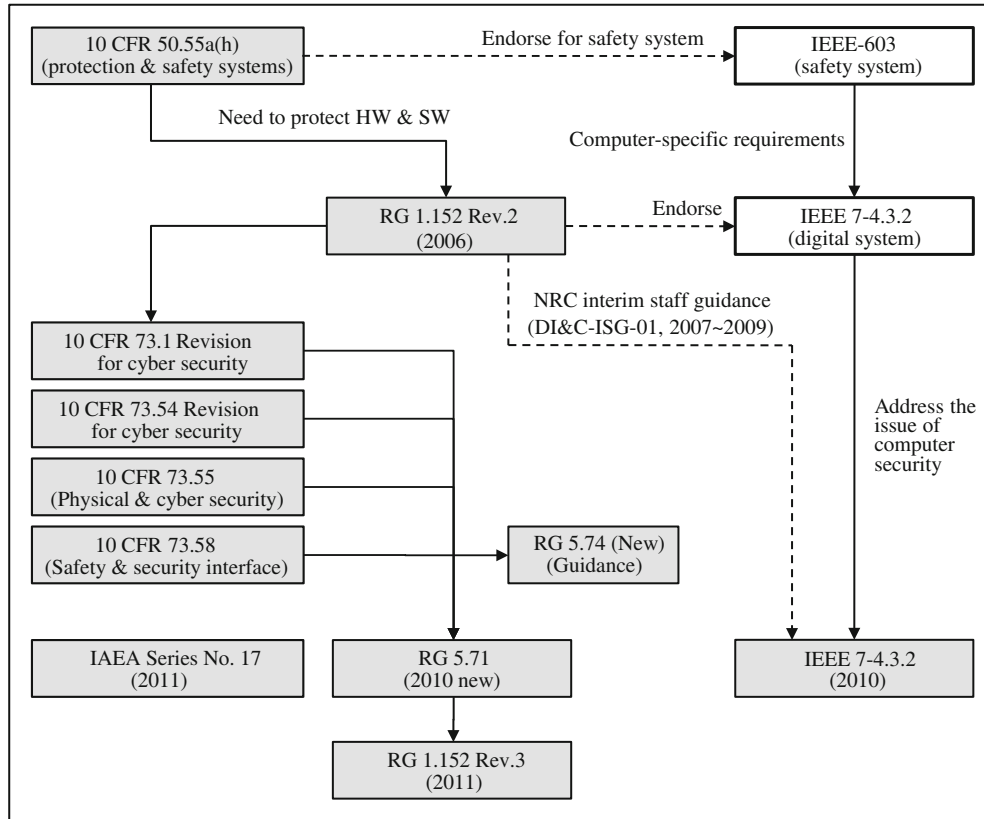 10 CFR 50.55a(h)
(protection & safety systems)
Endorse for safety system
IEEE-603
(safety system)
Need to protect HW & SW
Computer-specific requirements
RG 1.152 Rev.2
(2006)
Endorse
IEEE 7-4.3.2
(digital system)
NRC interim staff guidance
(DI&C-ISG-01, 2007~2009)
10 CFR 73.1 Revision
for cyber security
10 CFR 73.54 Revision
for cyber security
Address the
issue of
computer
security
10 CFR 73.55
(Physical & cyber security)
10 CFR 73.58
(Safety & security interface)
RG 5.74 (New)
(Guidance)
IAEA Series No. 17
(2011)
RG 5.71
(2010 new)
IEEE 7-4.3.2
(2010)
RG 1.152 Rev.3
(2011)